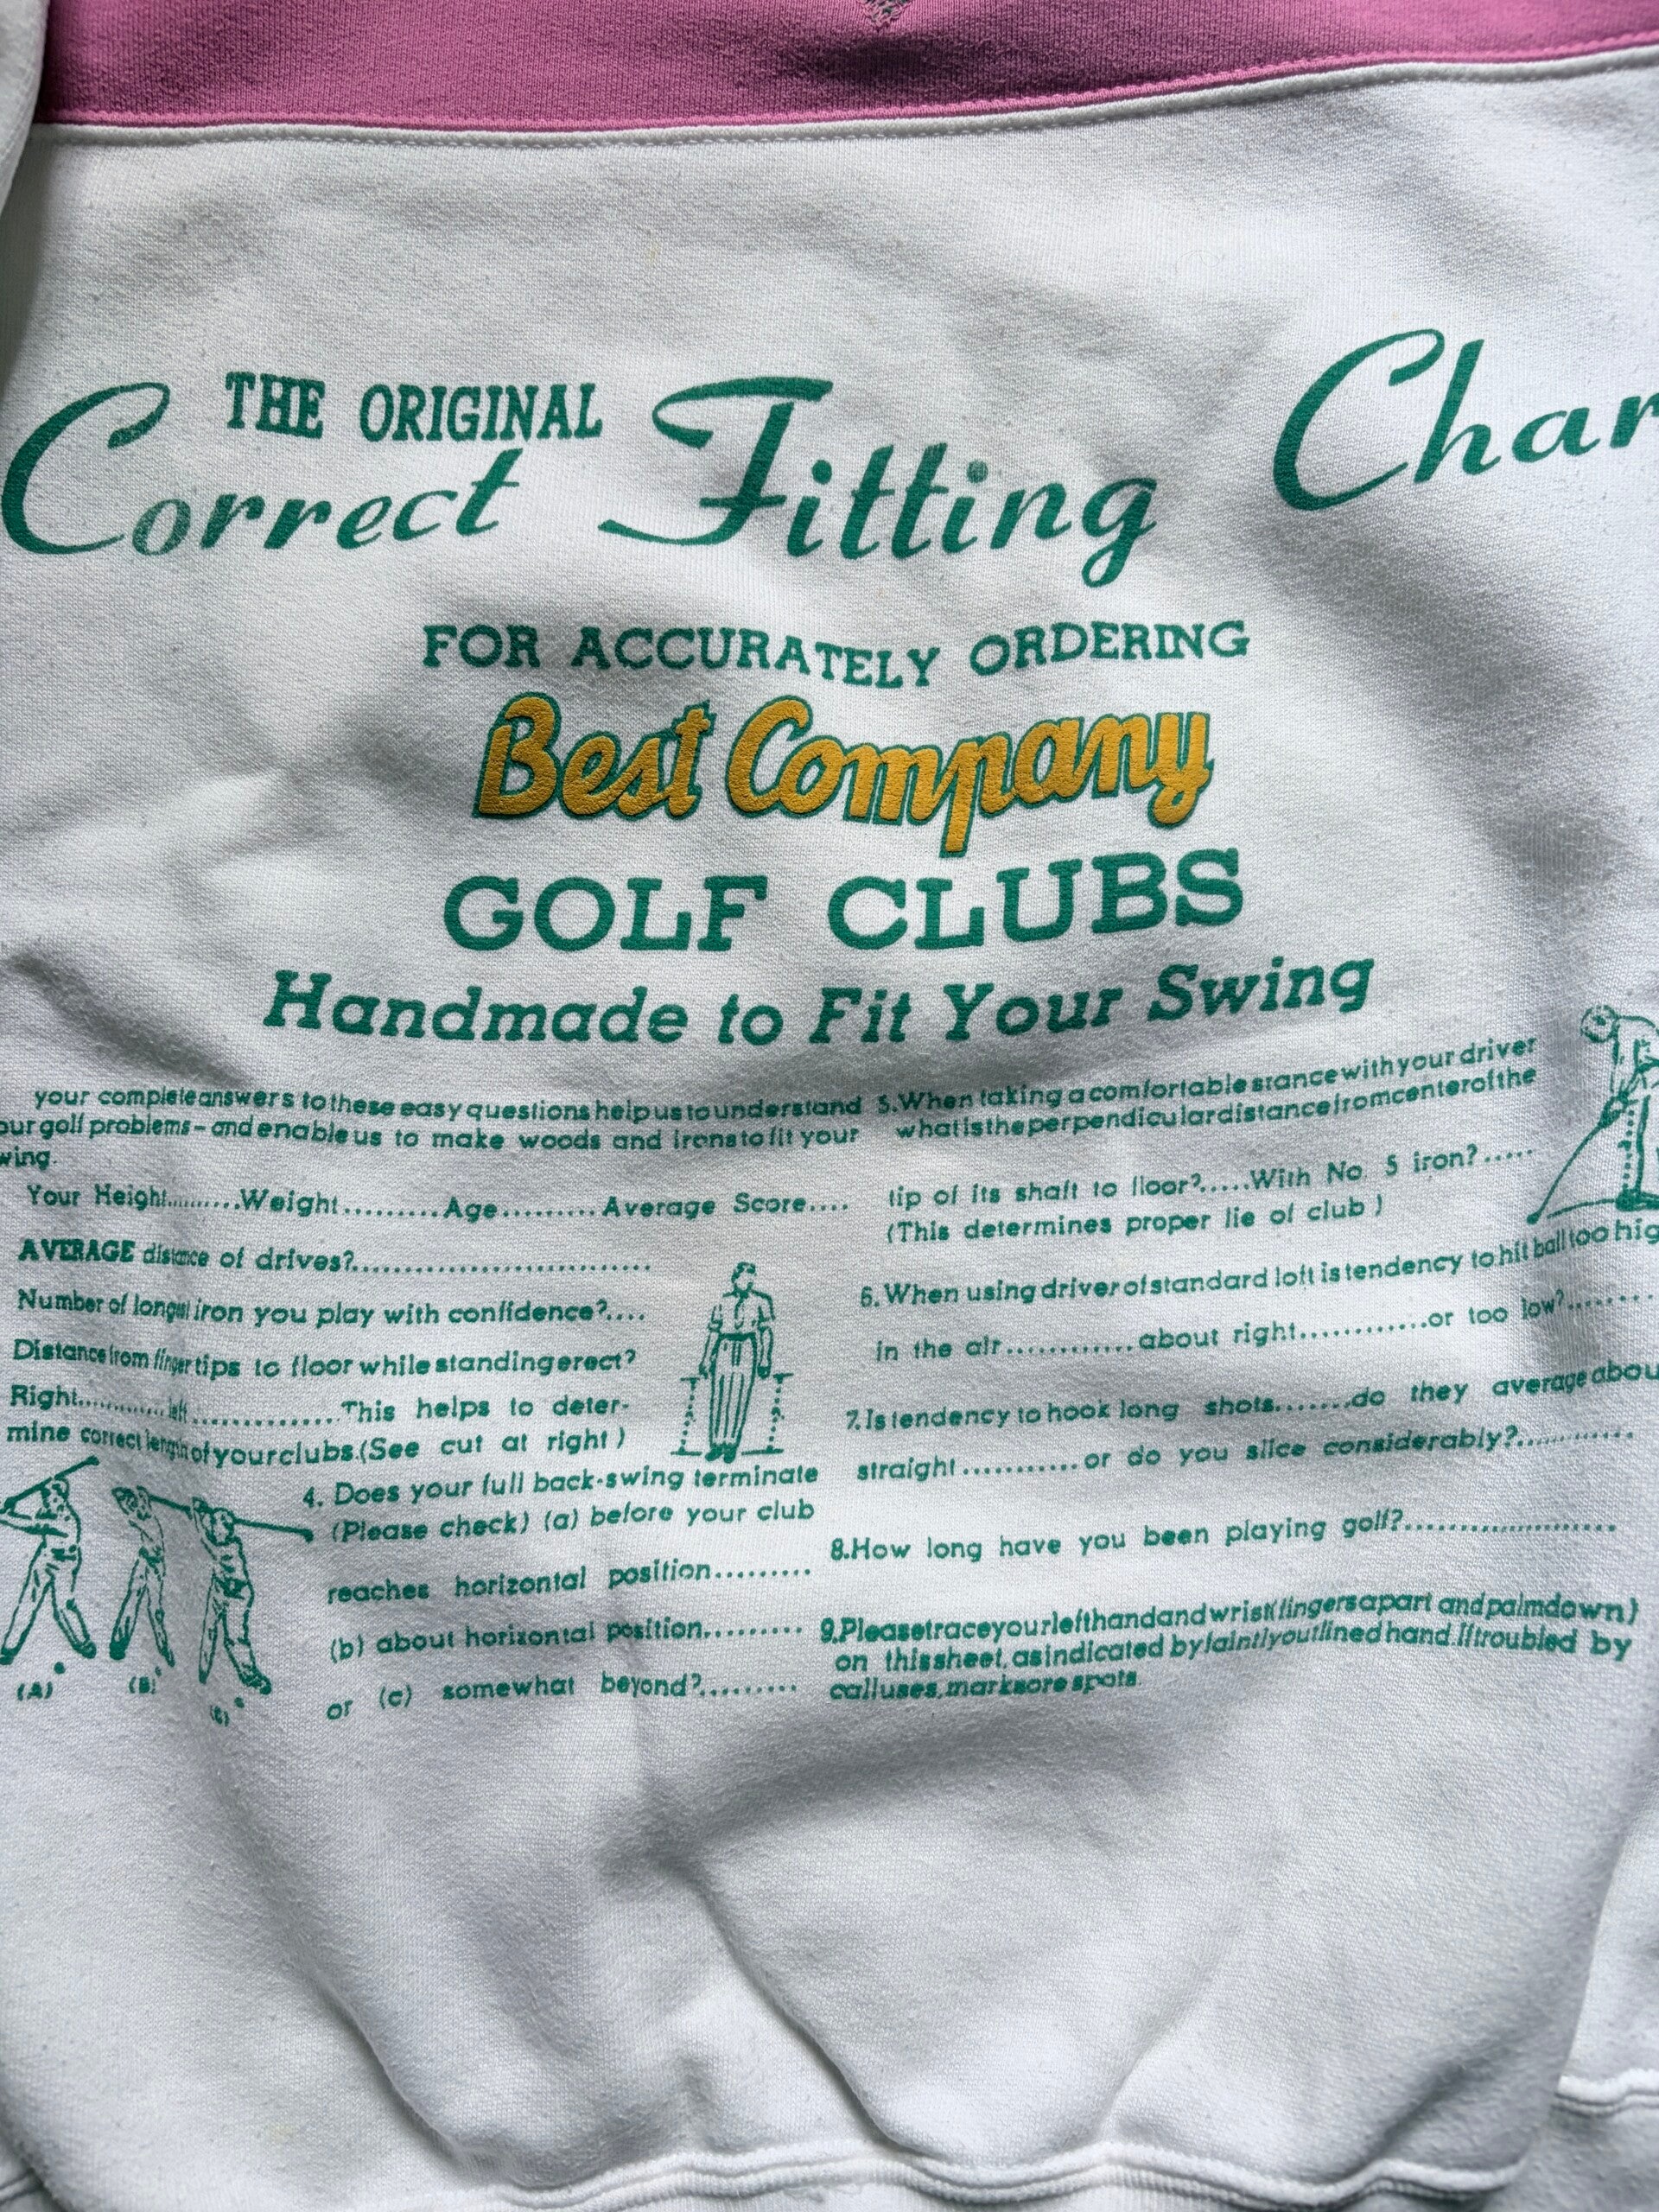 THE ORIGINAL
Correct Fitting Char
FOR ACCURATELY ORDERING
Best Company
GOLF CLUBS
Handmade to Fit Your Swing
your complete answers to these easy questions help us to understand
our golf problems - and enable us to make woods and irons to fit your
wing.
Your Height.........Weight.........Age.........Average Score....
AVERAGE distance of drives?............................
Number of longest iron you play with confidence?....
Distance from fingertips to floor while standing erect?
Right............left..............This helps to deter-
mine correct length of your clubs.(See cut at right)
4. Does your full back-swing terminate
(Please check) (a) before your club
reaches horizontal position.........
(b) about horizontal position.........
or (c) somewhat beyond?.........
(A) (B) (C)
5.When taking a comfortable stance with your driver
what is the perpendicular distance from center of the
tip of its shaft to floor?.....With No. 5 iron?.....
(This determines proper lie of club)
6.When using driver of standard loft is tendency to hit ball too hig
in the air............about right.............or too low?........
7.Is tendency to hook long shots.......do they average abou
straight...........or do you slice considerably?............
8.How long have you been playing golf?......................
9.Please trace your left hand and wrist (fingers apart and palm down)
on this sheet, as indicated by faintly outlined hand. If troubled by
calluses, mark sore spots.